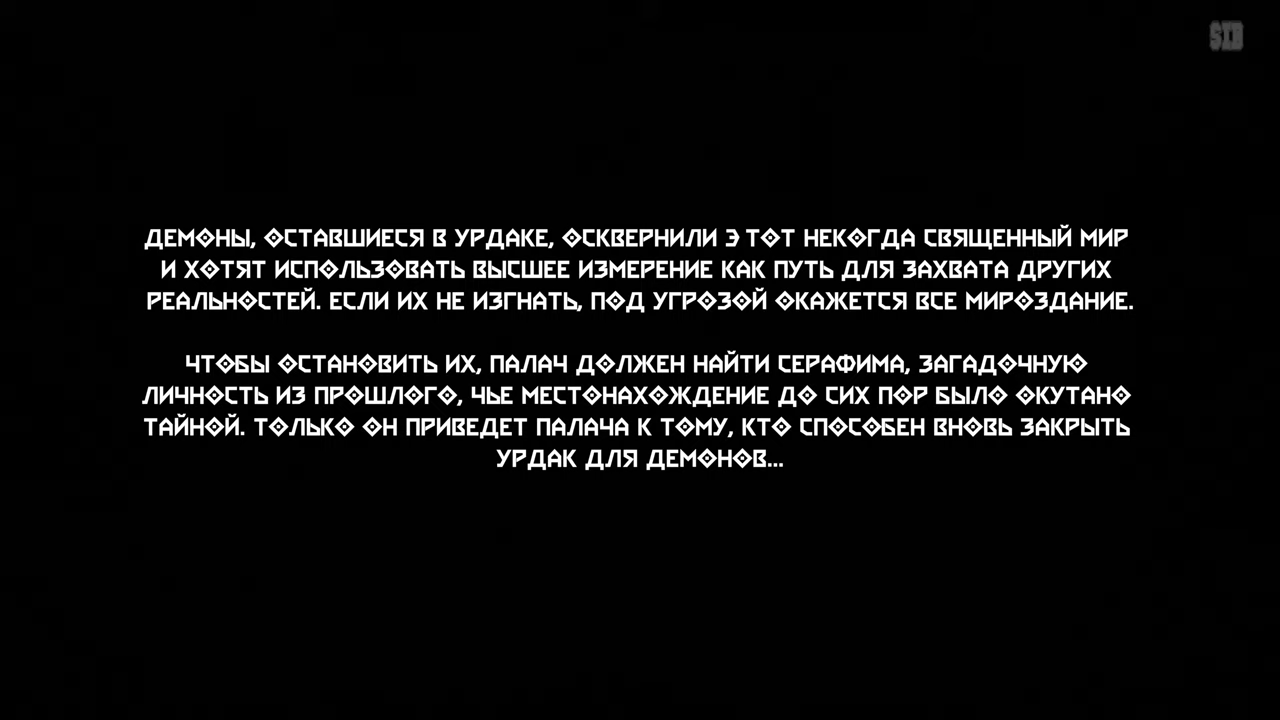 SIB
ДЕМОНЫ, ОСТАВШИЕСЯ В УРДАКЕ, ОСКВЕРНИЛИ ЭТОТ НЕКОГДА СВЯЩЕННЫЙ МИР
И ХОТЯТ ИСПОЛЬЗОВАТЬ ВЫСШЕЕ ИЗМЕРЕНИЕ КАК ПУТЬ ДЛЯ ЗАХВАТА ДРУГИХ
РЕАЛЬНОСТЕЙ. ЕСЛИ ИХ НЕ ИЗГНАТЬ, ПОД УГРОЗОЙ ОКАЖЕТСЯ ВСЕ МИРОЗДАНИЕ.
ЧТОБЫ ОСТАНОВИТЬ ИХ, ПАЛАЧ ДОЛЖЕН НАЙТИ СЕРАФИМА, ЗАГАДОЧНУЮ
ЛИЧНОСТЬ ИЗ ПРОШЛОГО, ЧЬЕ МЕСТОНАХОЖДЕНИЕ ДО СИХ ПОР БЫЛО ОКУТАНО
ТАЙНОЙ. ТОЛЬКО ОН ПРИВЕДЕТ ПАЛАЧА К ТОМУ, КТО СПОСОБЕН ВНОВЬ ЗАКРЫТЬ
УРДАК ДЛЯ ДЕМОНОВ...